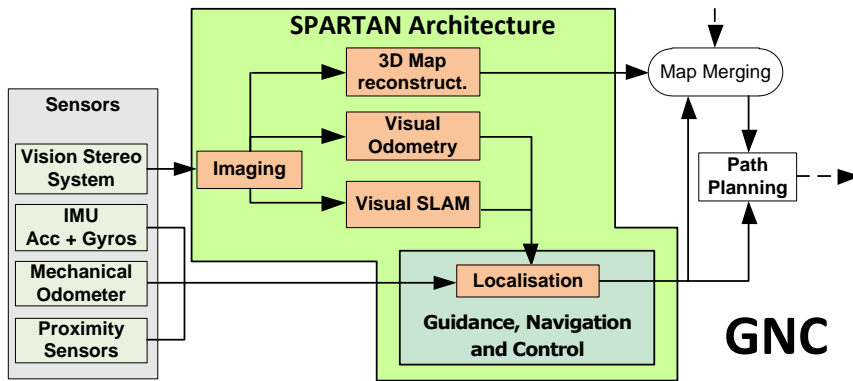 SPARTAN Architecture
Sensors
Vision Stereo
System
IMU
Acc + Gyros
Mechanical
Odometer
Proximity
Sensors
Imaging
3D Map
reconstruct.
Visual
Odometry
Visual SLAM
Localisation
Guidance, Navigation
and Control
Map Merging
Path
Planning
GNC